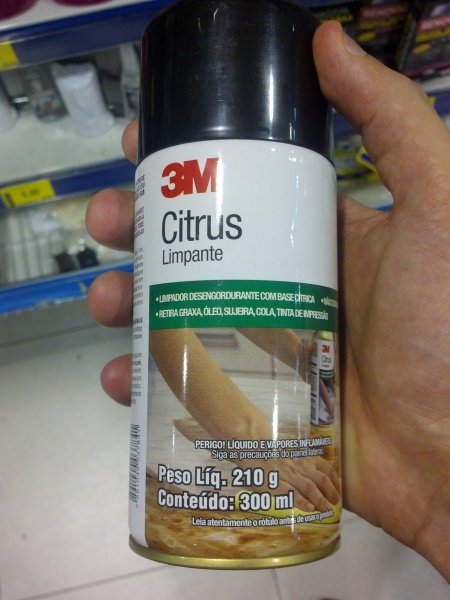 3M
Citrus
Limpante
• LIMPADOR DESENGORDURANTE COM BASE CÍTRICA
• RETIRA GRAXA, ÓLEO, SUJEIRA, COLA, TINTA DE IMPRESSÃO
3M
Citrus
PERIGO! LÍQUIDO E VAPORES INFLAMÁVEIS
Siga as precauções do painel lateral.
Peso Líq. 210 g
Conteúdo: 300 ml
Leia atentamente o rótulo antes de usar o produto.